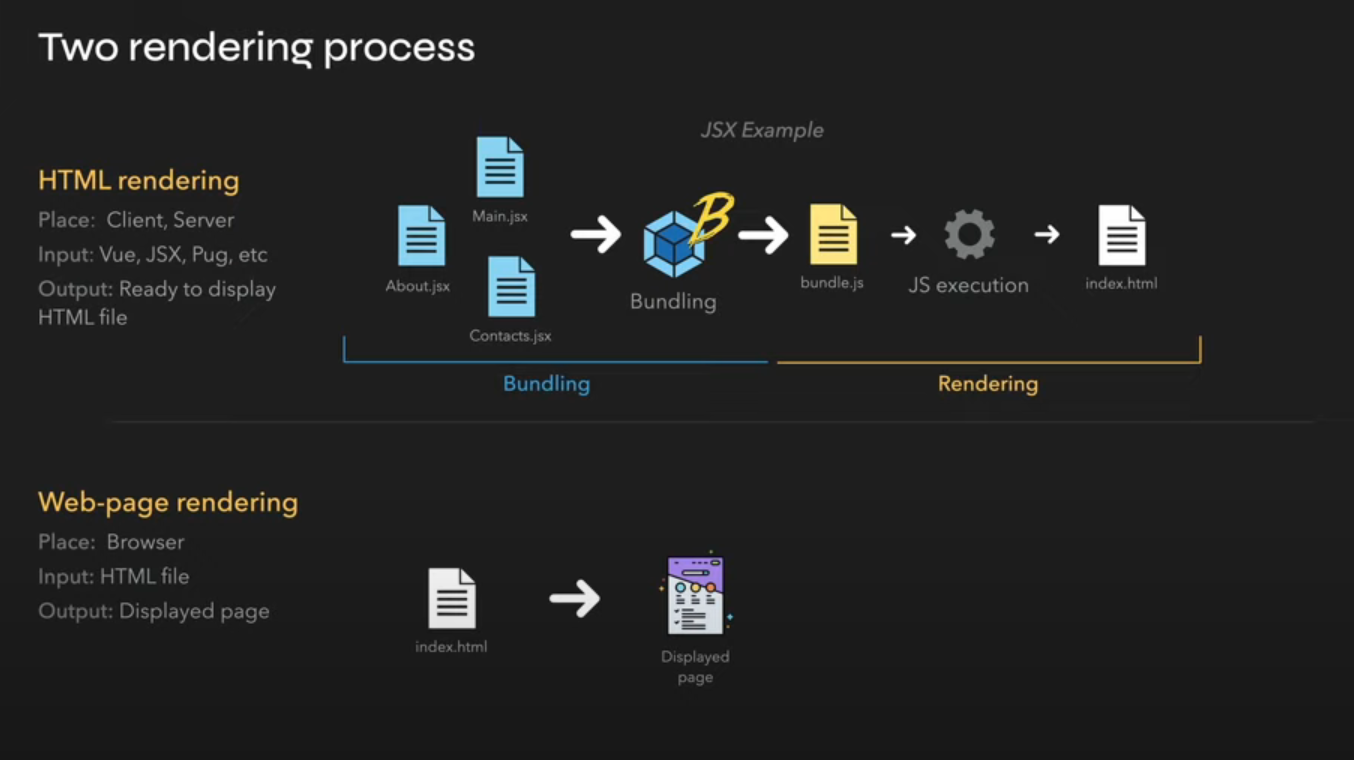 Two rendering process
JSX Example
HTML rendering
Place: Client, Server
Input: Vue, JSX, Pug, etc
Output: Ready to display
HTML file
Main.jsx
About.jsx
Contacts.jsx
B
Bundling
bundle.js
JS execution
index.html
Bundling
Rendering
Web-page rendering
Place: Browser
Input: HTML file
Output: Displayed page
index.html
Displayed
page